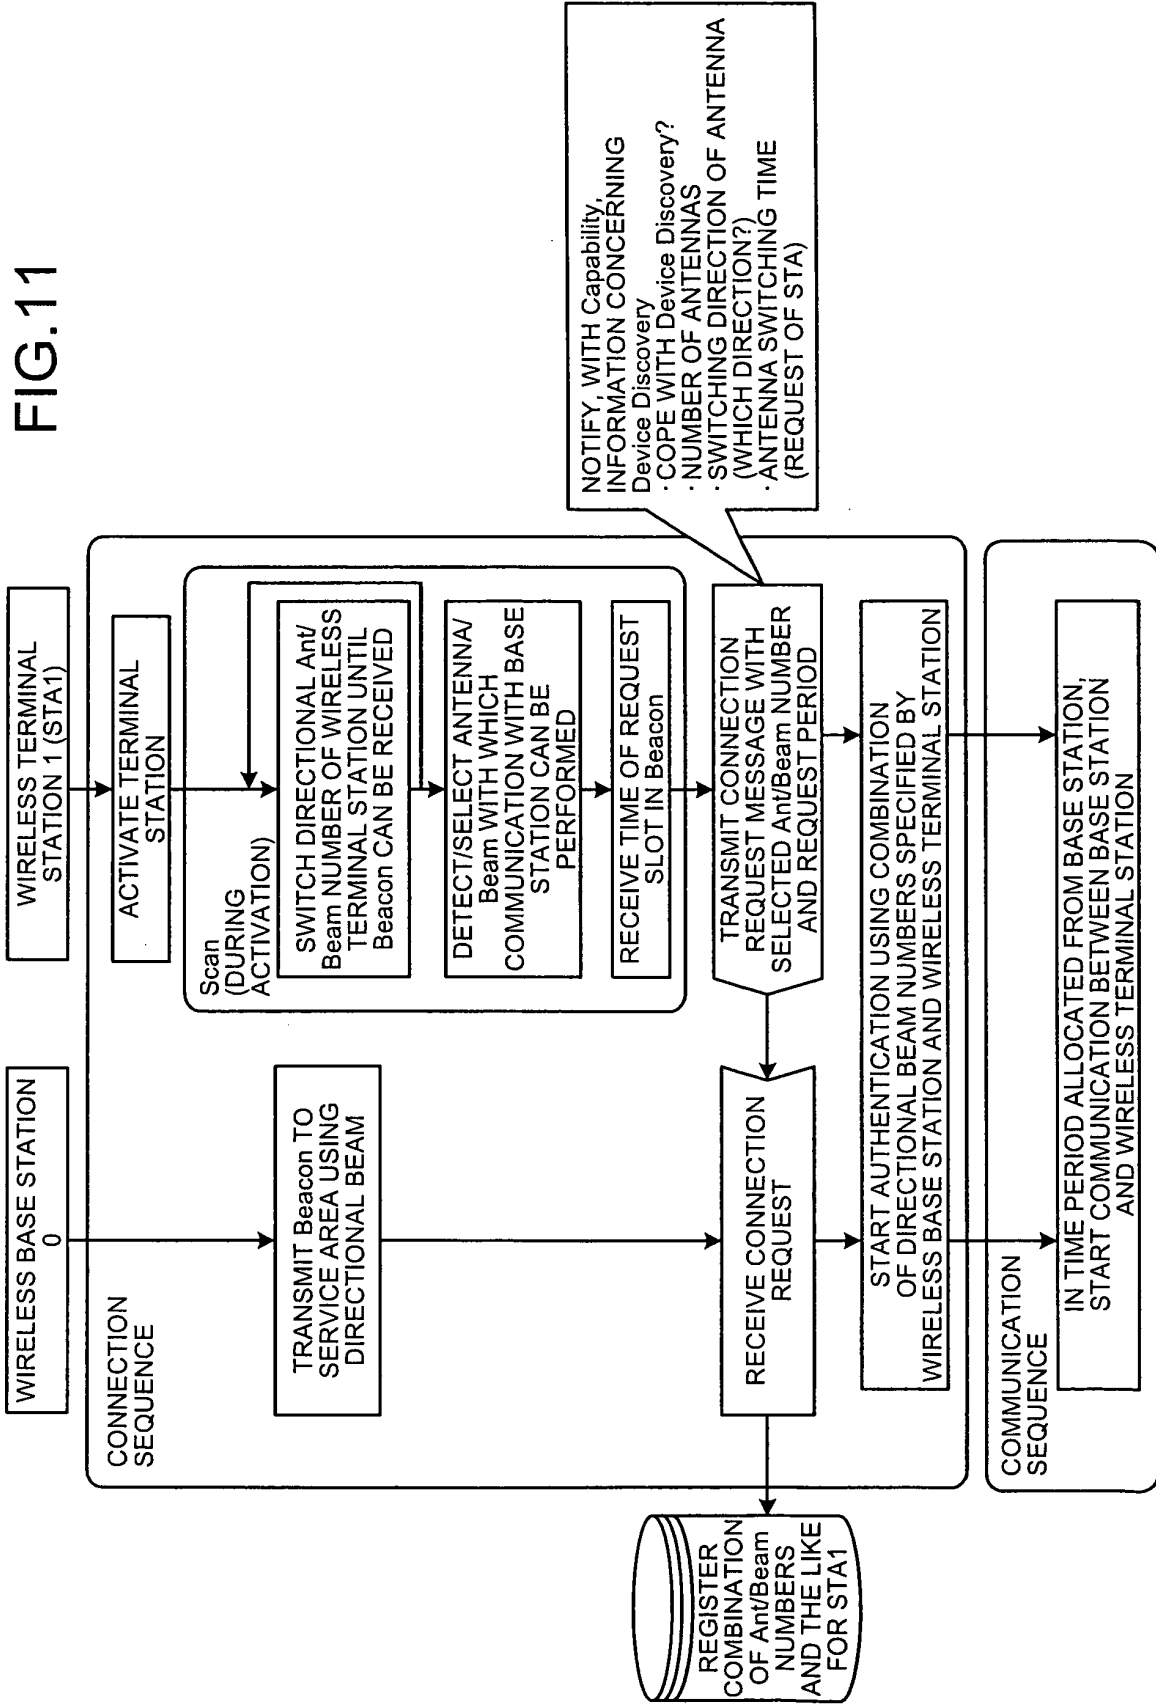 FIG.11
WIRELESS BASE STATION
0
WIRELESS TERMINAL
STATION 1 (STA1)
CONNECTION
SEQUENCE
ACTIVATE TERMINAL
STATION
Scan
(DURING
ACTIVATION)
TRANSMIT Beacon TO
SERVICE AREA USING
DIRECTIONAL BEAM
SWITCH DIRECTIONAL Ant/
Beam NUMBER OF WIRELESS
TERMINAL STATION UNTIL
Beacon CAN BE RECEIVED
DETECT/SELECT ANTENNA/
Beam WITH WHICH
COMMUNICATION WITH BASE
STATION CAN BE
PERFORMED
RECEIVE TIME OF REQUEST
SLOT IN Beacon
TRANSMIT CONNECTION
REQUEST MESSAGE WITH
SELECTED Ant/Beam NUMBER
AND REQUEST PERIOD
NOTIFY, WITH Capability,
INFORMATION CONCERNING
Device Discovery
· COPE WITH Device Discovery?
· NUMBER OF ANTENNAS
· SWITCHING DIRECTION OF ANTENNA
(WHICH DIRECTION?)
· ANTENNA SWITCHING TIME
(REQUEST OF STA)
RECEIVE CONNECTION
REQUEST
REGISTER
COMBINATION
OF Ant/Beam
NUMBERS
AND THE LIKE
FOR STA1
START AUTHENTICATION USING COMBINATION
OF DIRECTIONAL BEAM NUMBERS SPECIFIED BY
WIRELESS BASE STATION AND WIRELESS TERMINAL STATION
COMMUNICATION
SEQUENCE
IN TIME PERIOD ALLOCATED FROM BASE STATION,
START COMMUNICATION BETWEEN BASE STATION
AND WIRELESS TERMINAL STATION